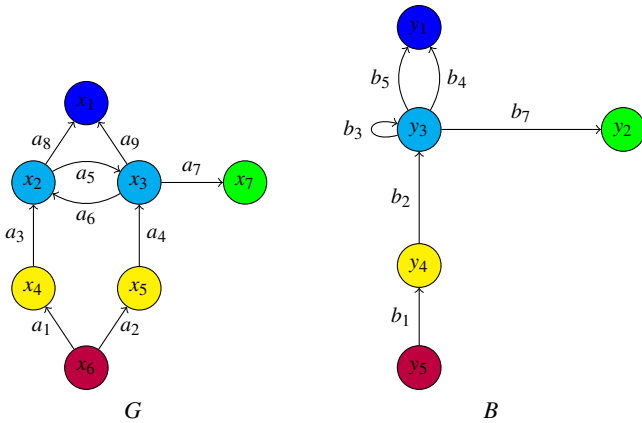 y₁
b₅ b₄
x₁
b₃ y₃ b₇ y₂
a₈ a₉
x₂ a₅ x₃ a₇ x₇
a₆
b₂
a₃ a₄
x₄ x₅ y₄
a₁ a₂ b₁
x₆ y₅
G B